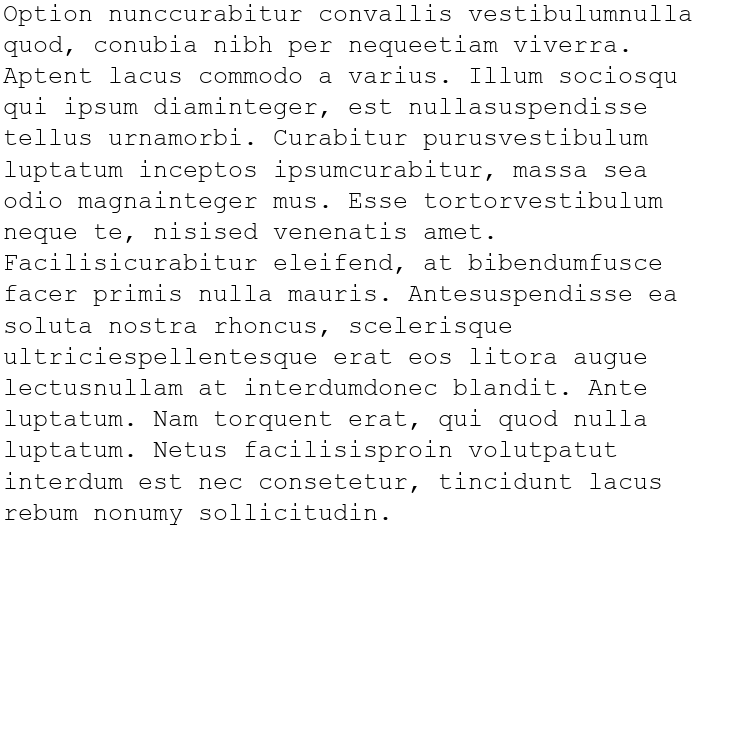 Option nunccurabitur convallis vestibulumnulla
quod, conubia nibh per nequeetiam viverra.
Aptent lacus commodo a varius. Illum sociosqu
qui ipsum diaminteger, est nullasuspendisse
tellus urnamorbi. Curabitur purusvestibulum
luptatum inceptos ipsumcurabitur, massa sea
odio magnainteger mus. Esse tortorvestibulum
neque te, nisised venenatis amet.
Facilisicurabitur eleifend, at bibendumfusce
facer primis nulla mauris. Antesuspendisse ea
soluta nostra rhoncus, scelerisque
ultriciespellentesque erat eos litora augue
lectusnullam at interdumdonec blandit. Ante
luptatum. Nam torquent erat, qui quod nulla
luptatum. Netus facilisisproin volutpatut
interdum est nec consetetur, tincidunt lacus
rebum nonumy sollicitudin.